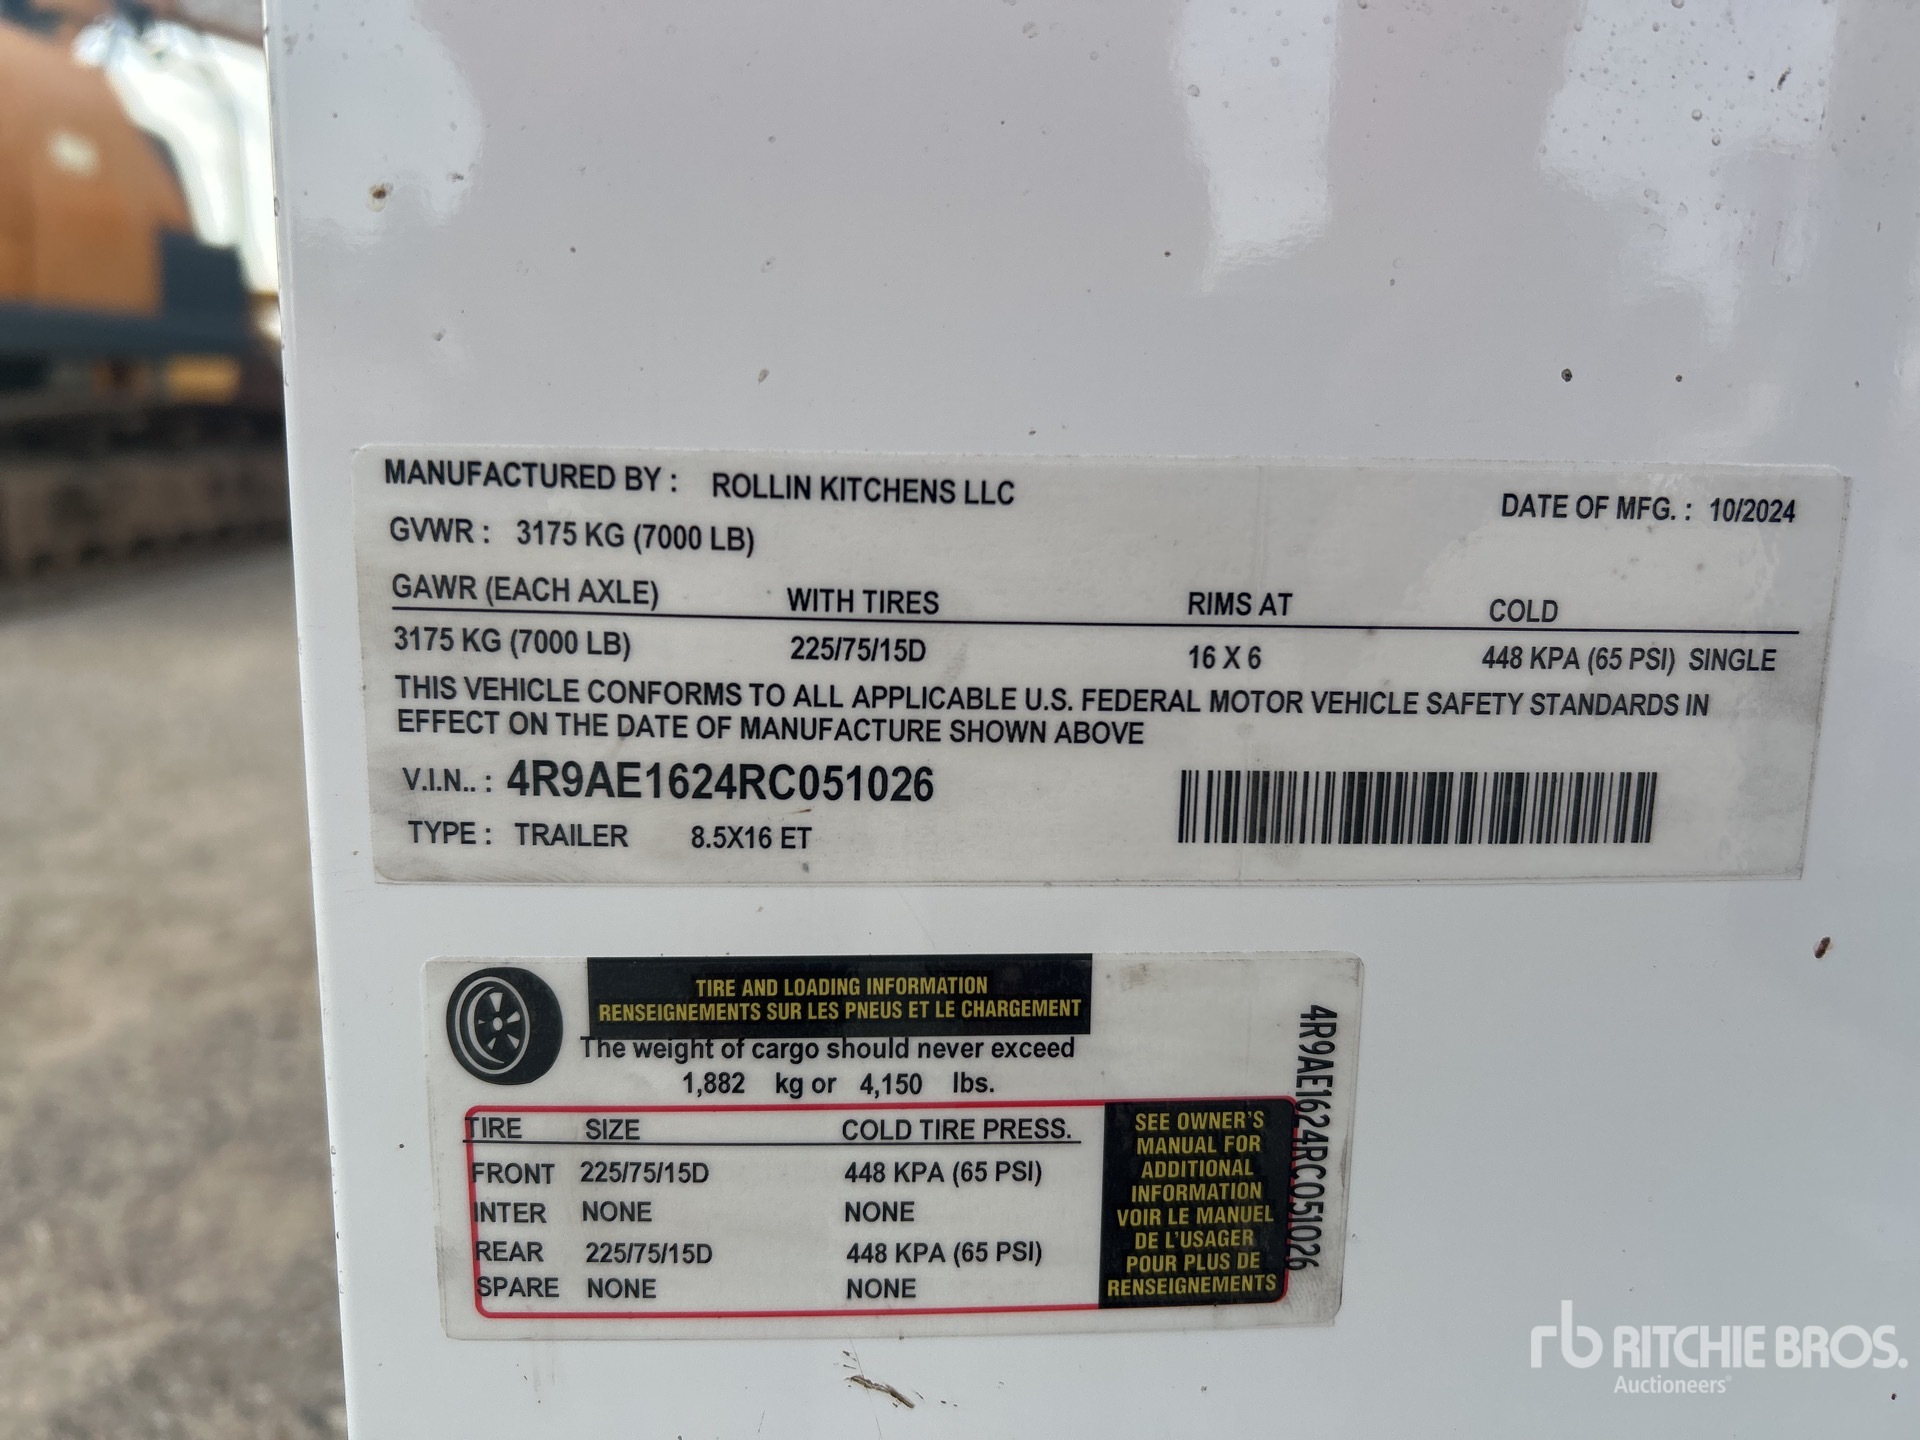 MANUFACTURED BY : ROLLIN KITCHENS LLC
DATE OF MFG. : 10/2024
GVWR : 3175 KG (7000 LB)
GAWR (EACH AXLE) WITH TIRES RIMS AT COLD
3175 KG (7000 LB) 225/75/15D 16 X 6 448 KPA (65 PSI) SINGLE
THIS VEHICLE CONFORMS TO ALL APPLICABLE U.S. FEDERAL MOTOR VEHICLE SAFETY STANDARDS IN
EFFECT ON THE DATE OF MANUFACTURE SHOWN ABOVE
V.I.N.. : 4R9AE1624RC051026
TYPE : TRAILER 8.5X16 ET
TIRE AND LOADING INFORMATION
RENSEIGNEMENTS SUR LES PNEUS ET LE CHARGEMENT
The weight of cargo should never exceed
1,882 kg or 4,150 lbs.
TIRE SIZE COLD TIRE PRESS.
FRONT 225/75/15D 448 KPA (65 PSI)
INTER NONE NONE
REAR 225/75/15D 448 KPA (65 PSI)
SPARE NONE NONE
SEE OWNER'S
MANUAL FOR
ADDITIONAL
INFORMATION
VOIR LE MANUEL
DE L'USAGER
POUR PLUS DE
RENSEIGNEMENTS
4R9AE1624RC051026
rb RITCHIE BROS.
Auctioneers